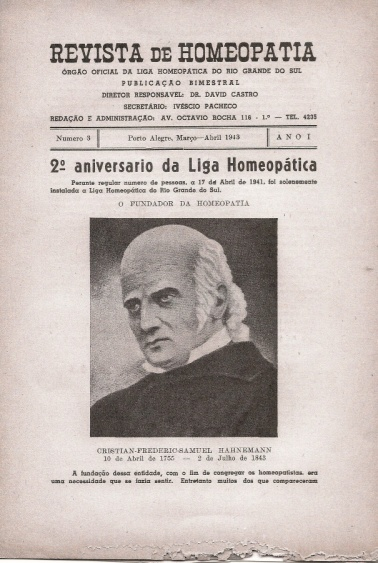 REVISTA DE HOMEOPATIA
ÓRGÃO OFICIAL DA LIGA HOMEOPÁTICA DO RIO GRANDE DO SUL
PUBLICAÇÃO BIMESTRAL
DIRETOR RESPONSAVEL: DR. DAVID CASTRO
SECRETÁRIO: IVÉSCIO PACHECO
REDAÇÃO E ADMINISTRAÇÃO: AV. OCTAVIO ROCHA 116 - 1.º — TEL. 4235
Numero 3 Porto Alegre, Março—Abril 1943 ANO I
2º aniversario da Liga Homeopática
Perante regular numero de pessoas, a 17 de Abril de 1941, foi solenemente
instalada a Liga Homeopática do Rio Grande do Sul.
O FUNDADOR DA HOMEOPATIA
CRISTIAN-FREDERIC-SAMUEL HAHNEMANN
10 de Abril de 1755 — 2 de Julho de 1843
A fundação dessa entidade, com o fim de congregar os homeopatistas, era
uma necessidade que se fazia sentir. Entretanto muitos dos que compareceram